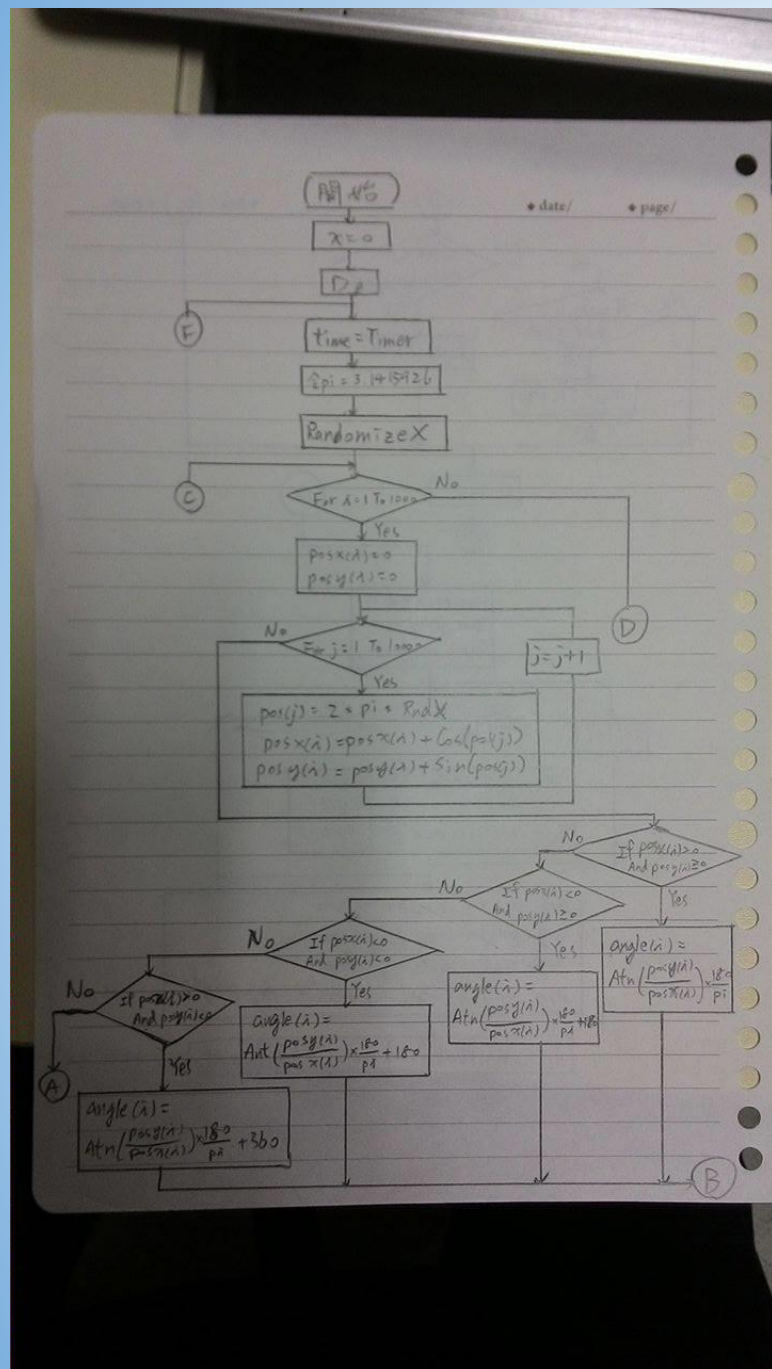 開始
◆ date/ ◆ page/
x=0
Do
F
time=Timer
pi=3.1415926
Randomize X
C
For i=1 To 1000
No
Yes
posx(i)=0
posy(i)=0
D
No
For j=1 To 1000
j=j+1
Yes
pos(j) = 2 * pi * Rnd X
posx(i)=posx(i)+Cos(pos(j))
posy(i)=posy(i)+Sin(pos(j))
No
If posx(i)>0
And posy(i)≥0
Yes
No
If posx(i)<0
And posy(i)≥0
Yes
No
If posx(i)<0
And posy(i)<0
Yes
No
If posx(i)>0
And posy(i)<0
Yes
A
angle(i)=
Atn(posy(i)/posx(i))×180/pi
angle(i)=
Atn(posy(i)/posx(i))×180/pi+180
angle(i)=
Ant(posy(i)/posx(i))×180/pi+180
angle(i)=
Atn(posy(i)/posx(i))×180/pi+360
B